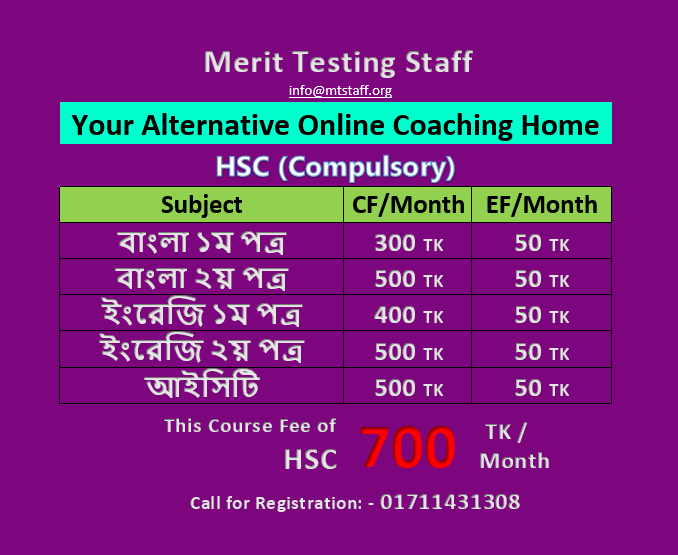 Merit Testing Staff
info@mtstaff.org
Your Alternative Online Coaching Home
HSC (Compulsory)
Subject CF/Month EF/Month
বাংলা ১ম পত্র 300 TK 50 TK
বাংলা ২য় পত্র 500 TK 50 TK
ইংরেজি ১ম পত্র 400 TK 50 TK
ইংরেজি ২য় পত্র 500 TK 50 TK
আইসিটি 500 TK 50 TK
This Course Fee of HSC 700 TK / Month
Call for Registration: - 01711431308